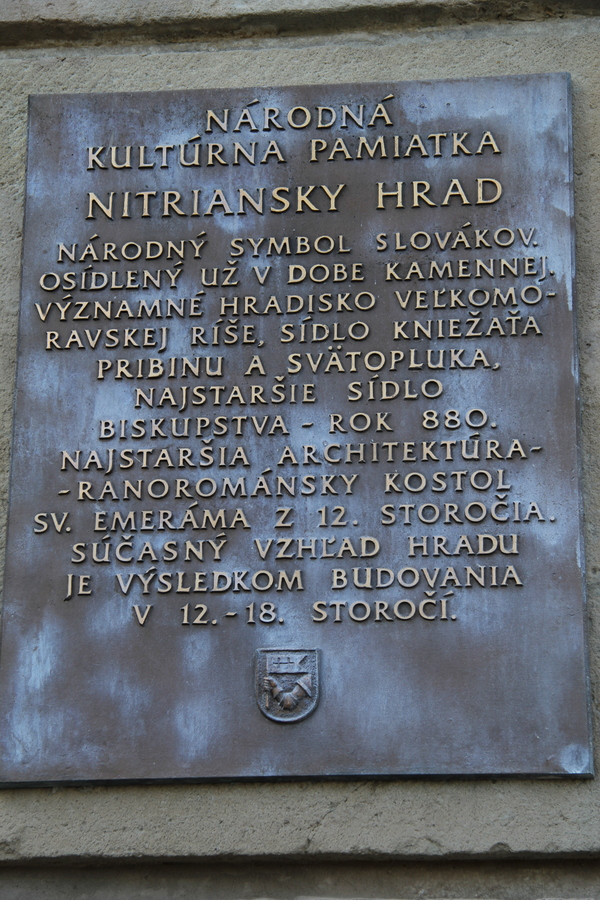 NÁRODNÁ
KULTÚRNA PAMIATKA
NITRIANSKY HRAD
NÁRODNÝ SYMBOL SLOVÁKOV.
OSÍDLENÝ UŽ V DOBE KAMENNEJ.
VÝZNAMNÉ HRADISKO VEĽKOMO-
RAVSKEJ RÍŠE, SÍDLO KNIEŽAŤA
PRIBINU A SVÄTOPLUKA,
NAJSTARŠIE SÍDLO
BISKUPSTVA - ROK 880.
NAJSTARŠIA ARCHITEKTÚRA-
-RANOROMÁNSKY KOSTOL
SV. EMERÁMA Z 12. STOROČIA.
SÚČASNÝ VZHĽAD HRADU
JE VÝSLEDKOM BUDOVANIA
V 12.-18. STOROČÍ.